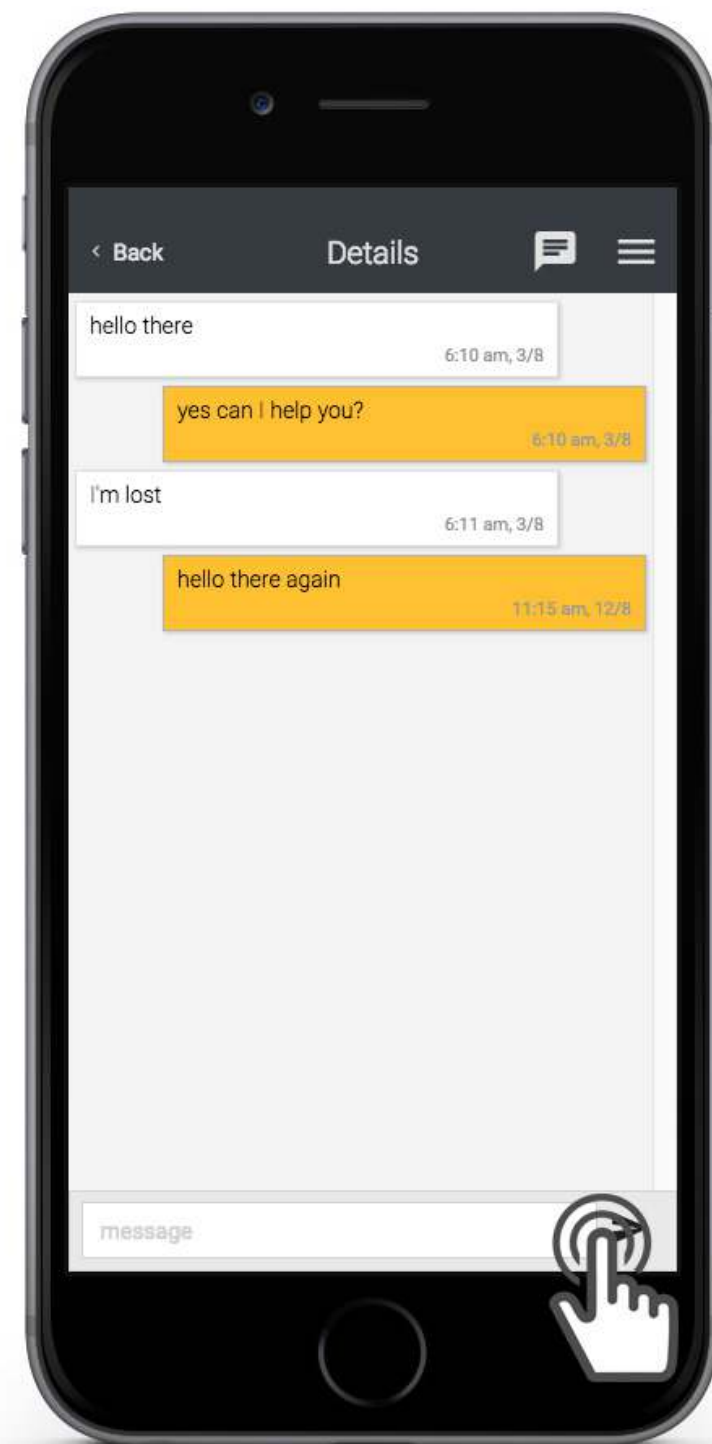 < Back Details
hello there
6:10 am, 3/8
yes can I help you?
6:10 am, 3/8
I'm lost
6:11 am, 3/8
hello there again
11:15 am, 12/8
message